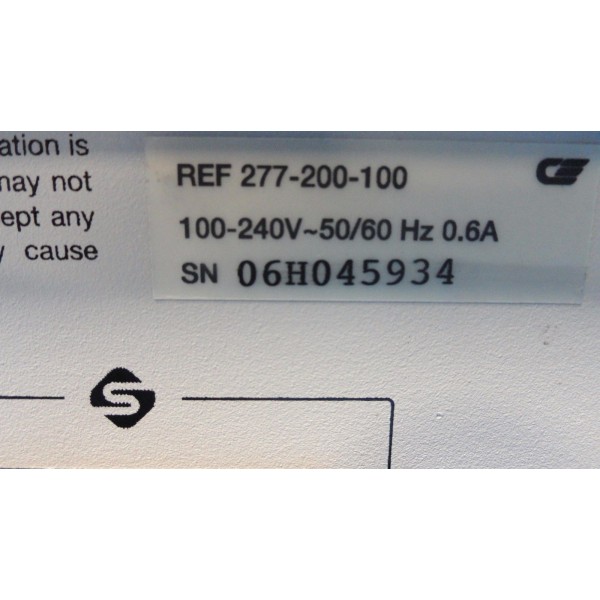 ation is
may not
ept any
y cause
REF 277-200-100
100-240V~50/60 Hz 0.6A
SN 06H045934
S